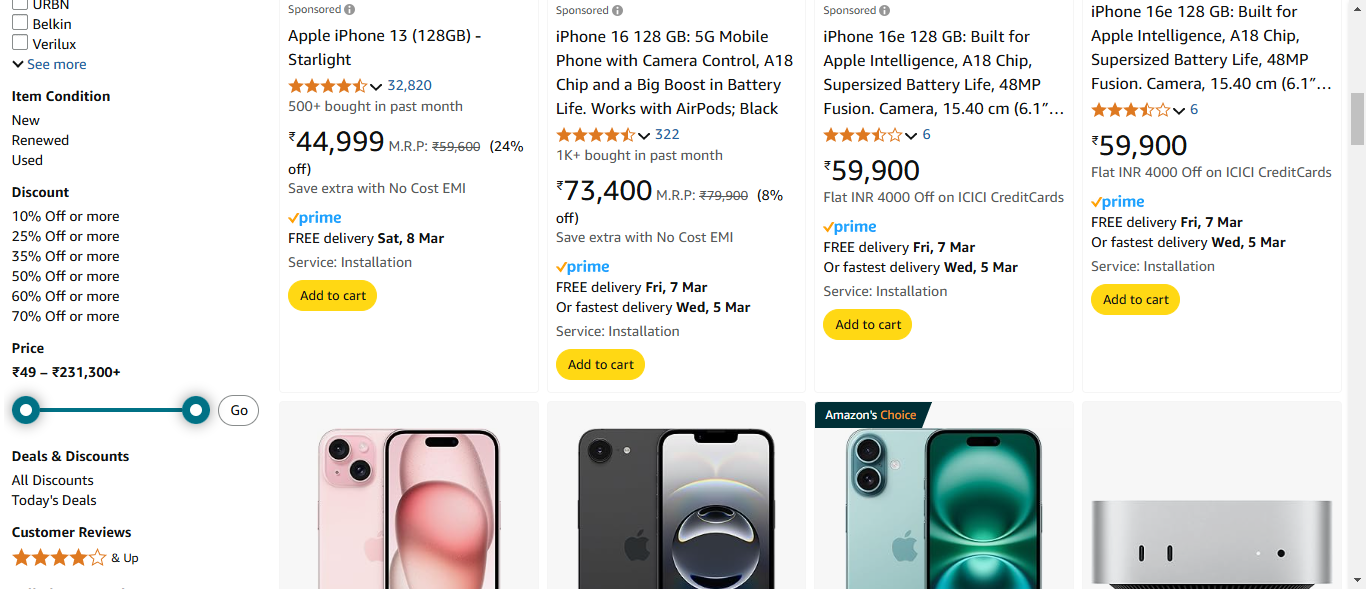 URBN
Belkin
Verilux
See more
Item Condition
New
Renewed
Used
Discount
10% Off or more
25% Off or more
35% Off or more
50% Off or more
60% Off or more
70% Off or more
Price
₹49 – ₹231,300+
Go
Deals & Discounts
All Discounts
Today's Deals
Customer Reviews
& Up
Sponsored
Apple iPhone 13 (128GB) -
Starlight
32,820
500+ bought in past month
₹44,999 M.R.P: ₹59,600 (24%
off)
Save extra with No Cost EMI
prime
FREE delivery Sat, 8 Mar
Service: Installation
Add to cart
Sponsored
iPhone 16 128 GB: 5G Mobile
Phone with Camera Control, A18
Chip and a Big Boost in Battery
Life. Works with AirPods; Black
322
1K+ bought in past month
₹73,400 M.R.P: ₹79,900 (8%
off)
Save extra with No Cost EMI
prime
FREE delivery Fri, 7 Mar
Or fastest delivery Wed, 5 Mar
Service: Installation
Add to cart
Sponsored
iPhone 16e 128 GB: Built for
Apple Intelligence, A18 Chip,
Supersized Battery Life, 48MP
Fusion. Camera, 15.40 cm (6.1″…
6
₹59,900
Flat INR 4000 Off on ICICI CreditCards
prime
FREE delivery Fri, 7 Mar
Or fastest delivery Wed, 5 Mar
Service: Installation
Add to cart
iPhone 16e 128 GB: Built for
Apple Intelligence, A18 Chip,
Supersized Battery Life, 48MP
Fusion. Camera, 15.40 cm (6.1″…
6
₹59,900
Flat INR 4000 Off on ICICI CreditCards
prime
FREE delivery Fri, 7 Mar
Or fastest delivery Wed, 5 Mar
Service: Installation
Add to cart
Amazon's Choice